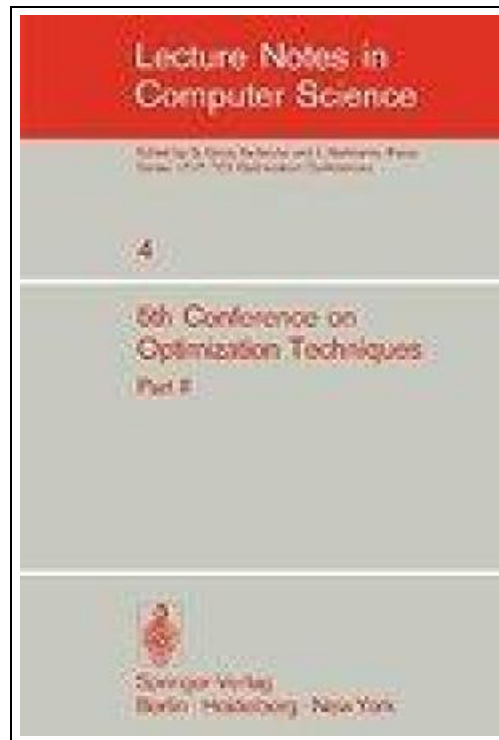 Lecture Notes in
Computer Science
4
5th Conference on
Optimization Techniques
Part II
Springer-Verlag
Berlin · Heidelberg · New York